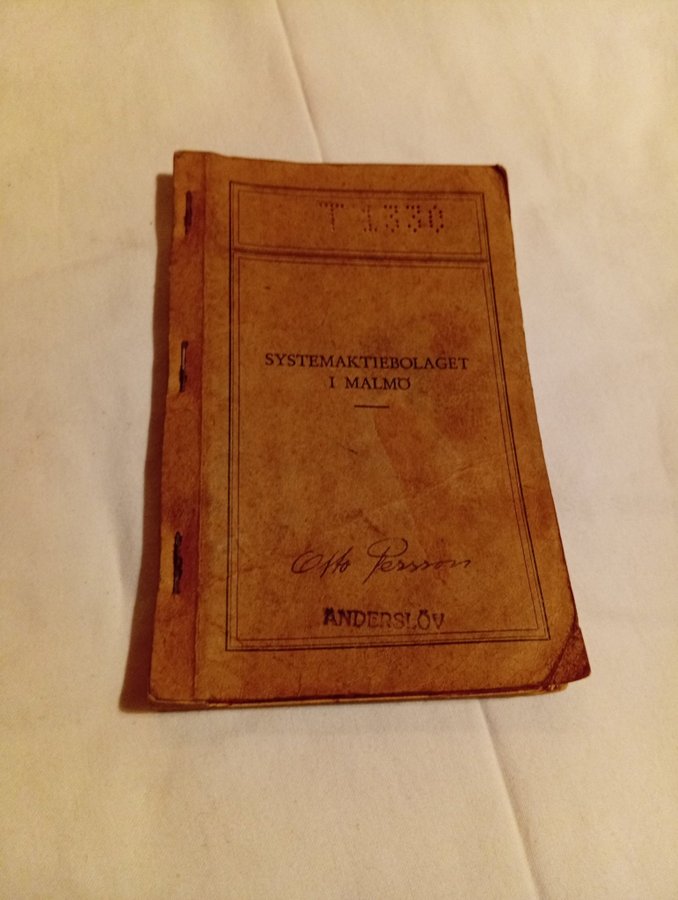 T 1330
SYSTEMAKTIEBOLAGET
I MALMÖ
Otto Persson
ANDERSLÖV